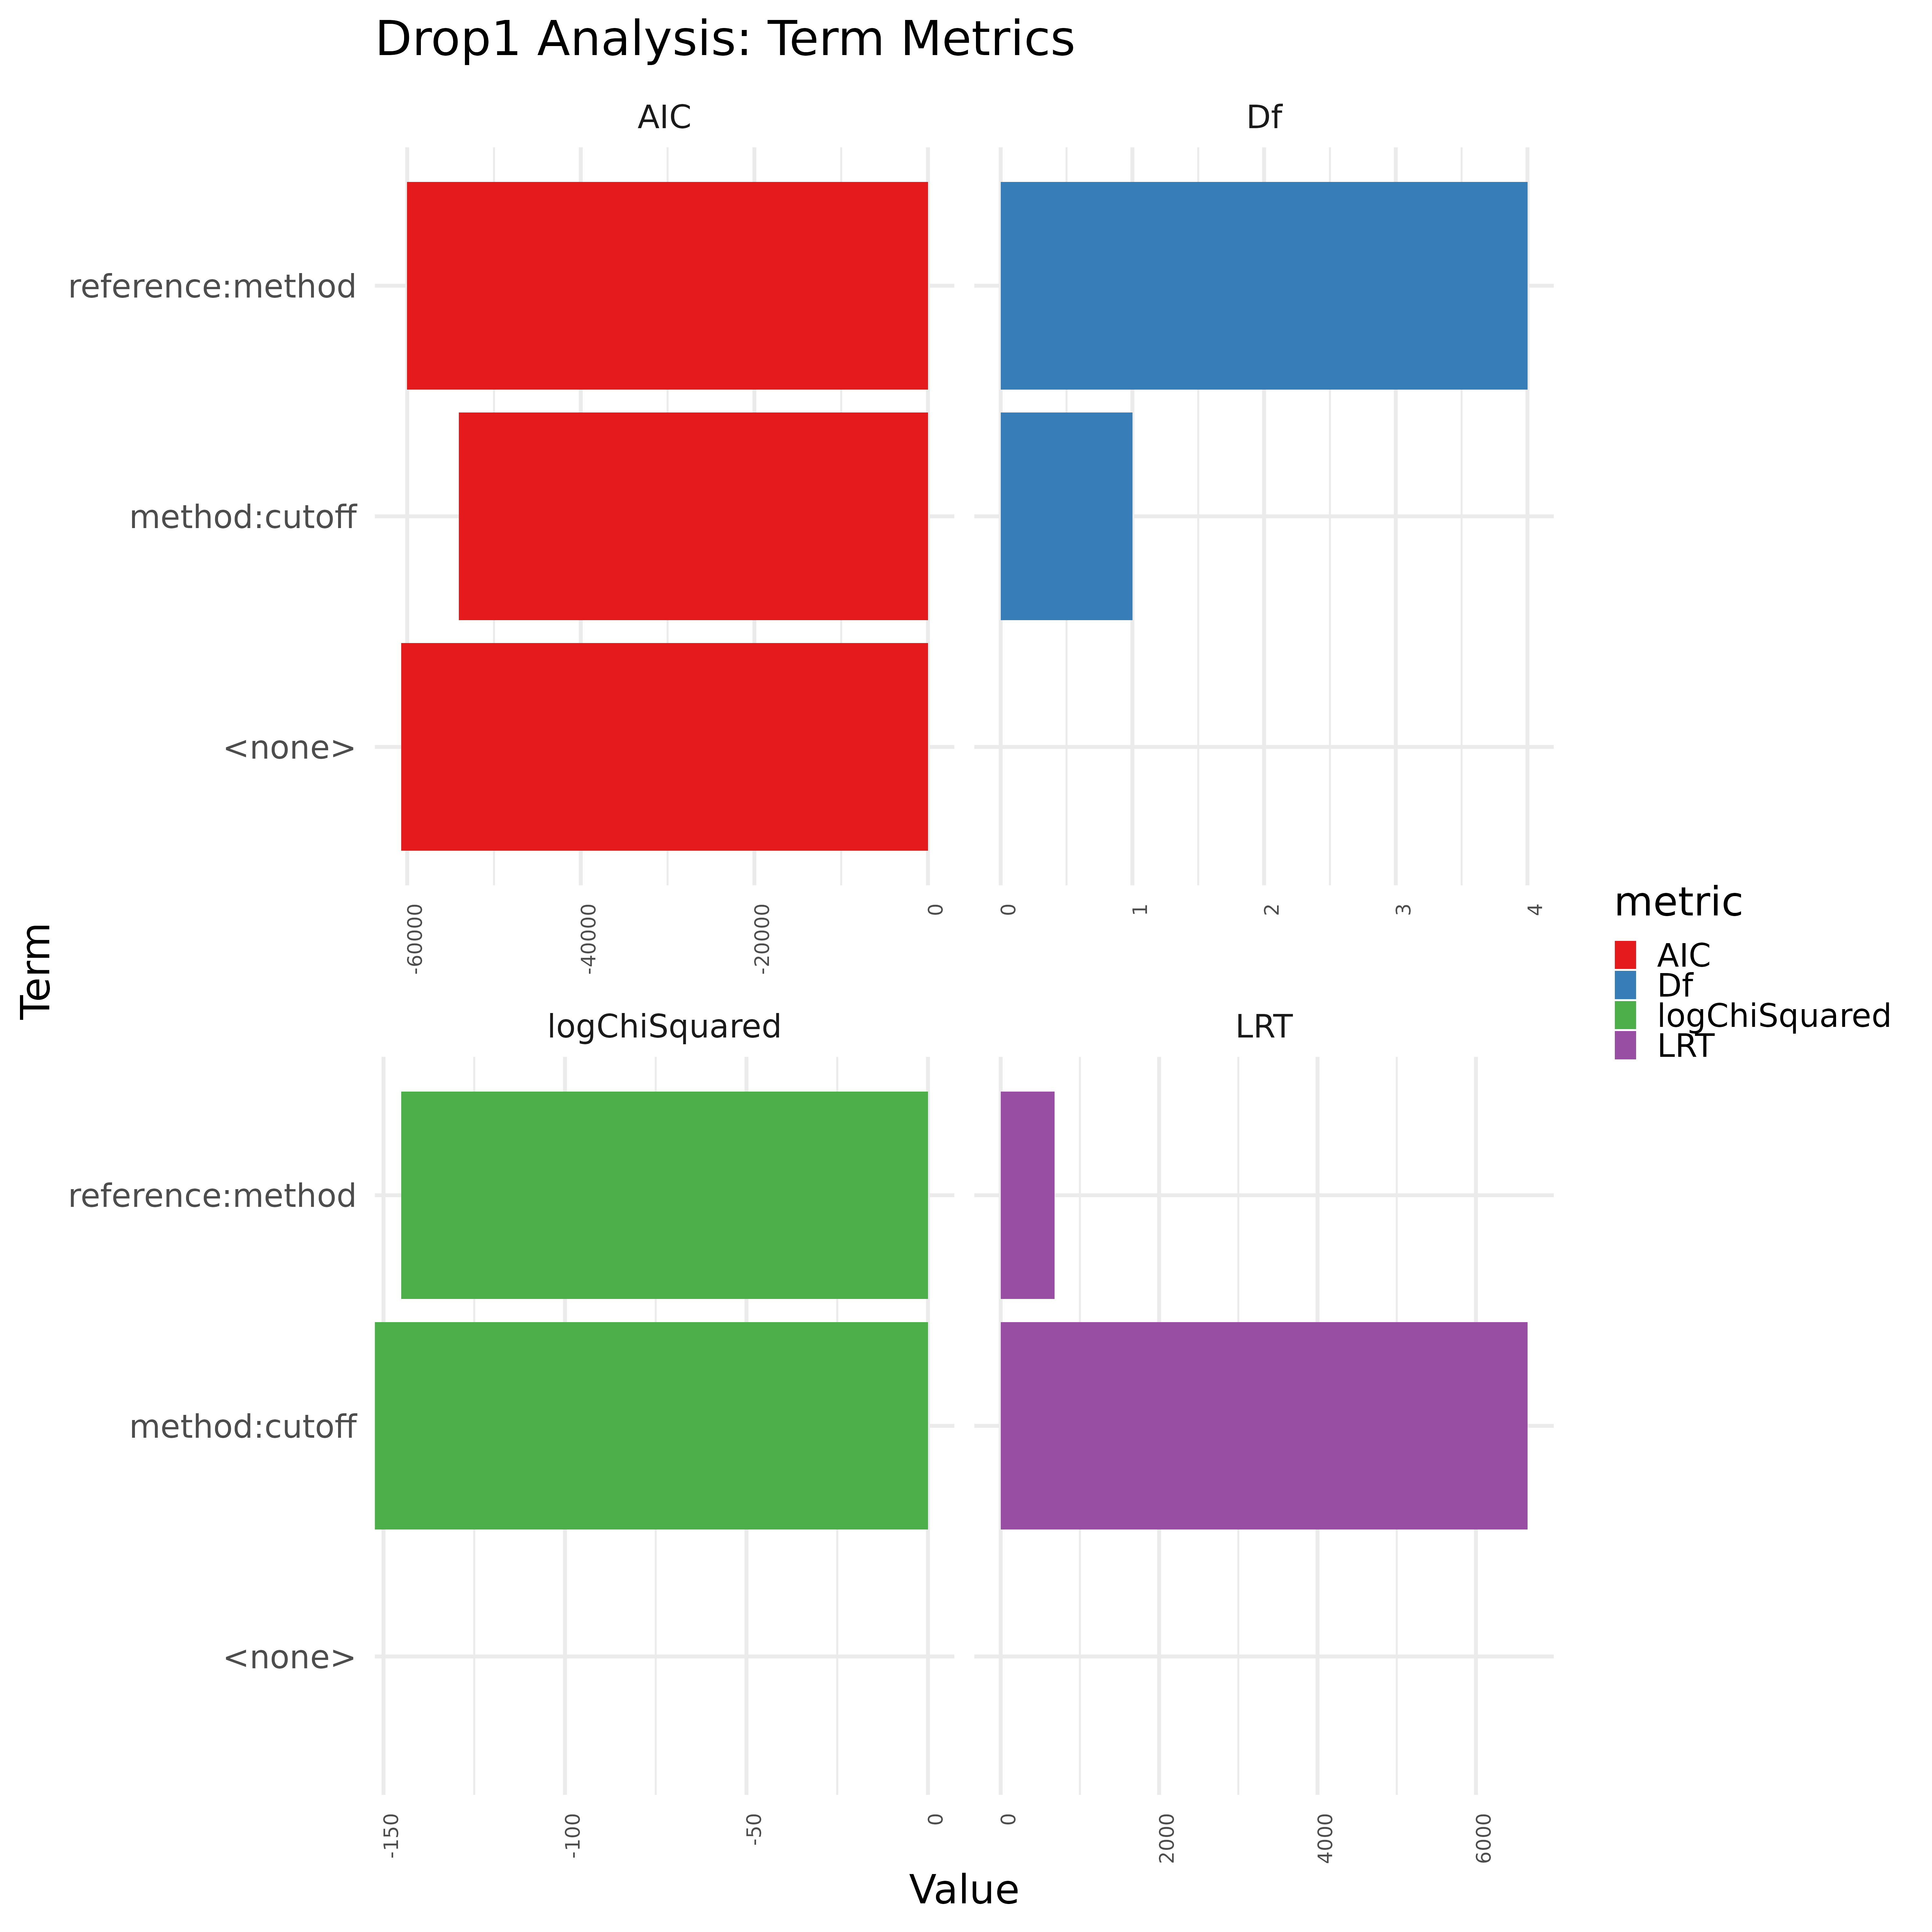 Drop1 Analysis: Term Metrics
AIC
Df
reference:method
method:cutoff
<none>
-60000
-40000
-20000
0
0
1
2
3
4
Term
metric
AIC
Df
logChiSquared
LRT
logChiSquared
LRT
reference:method
method:cutoff
<none>
-150
-100
-50
0
0
2000
4000
6000
Value